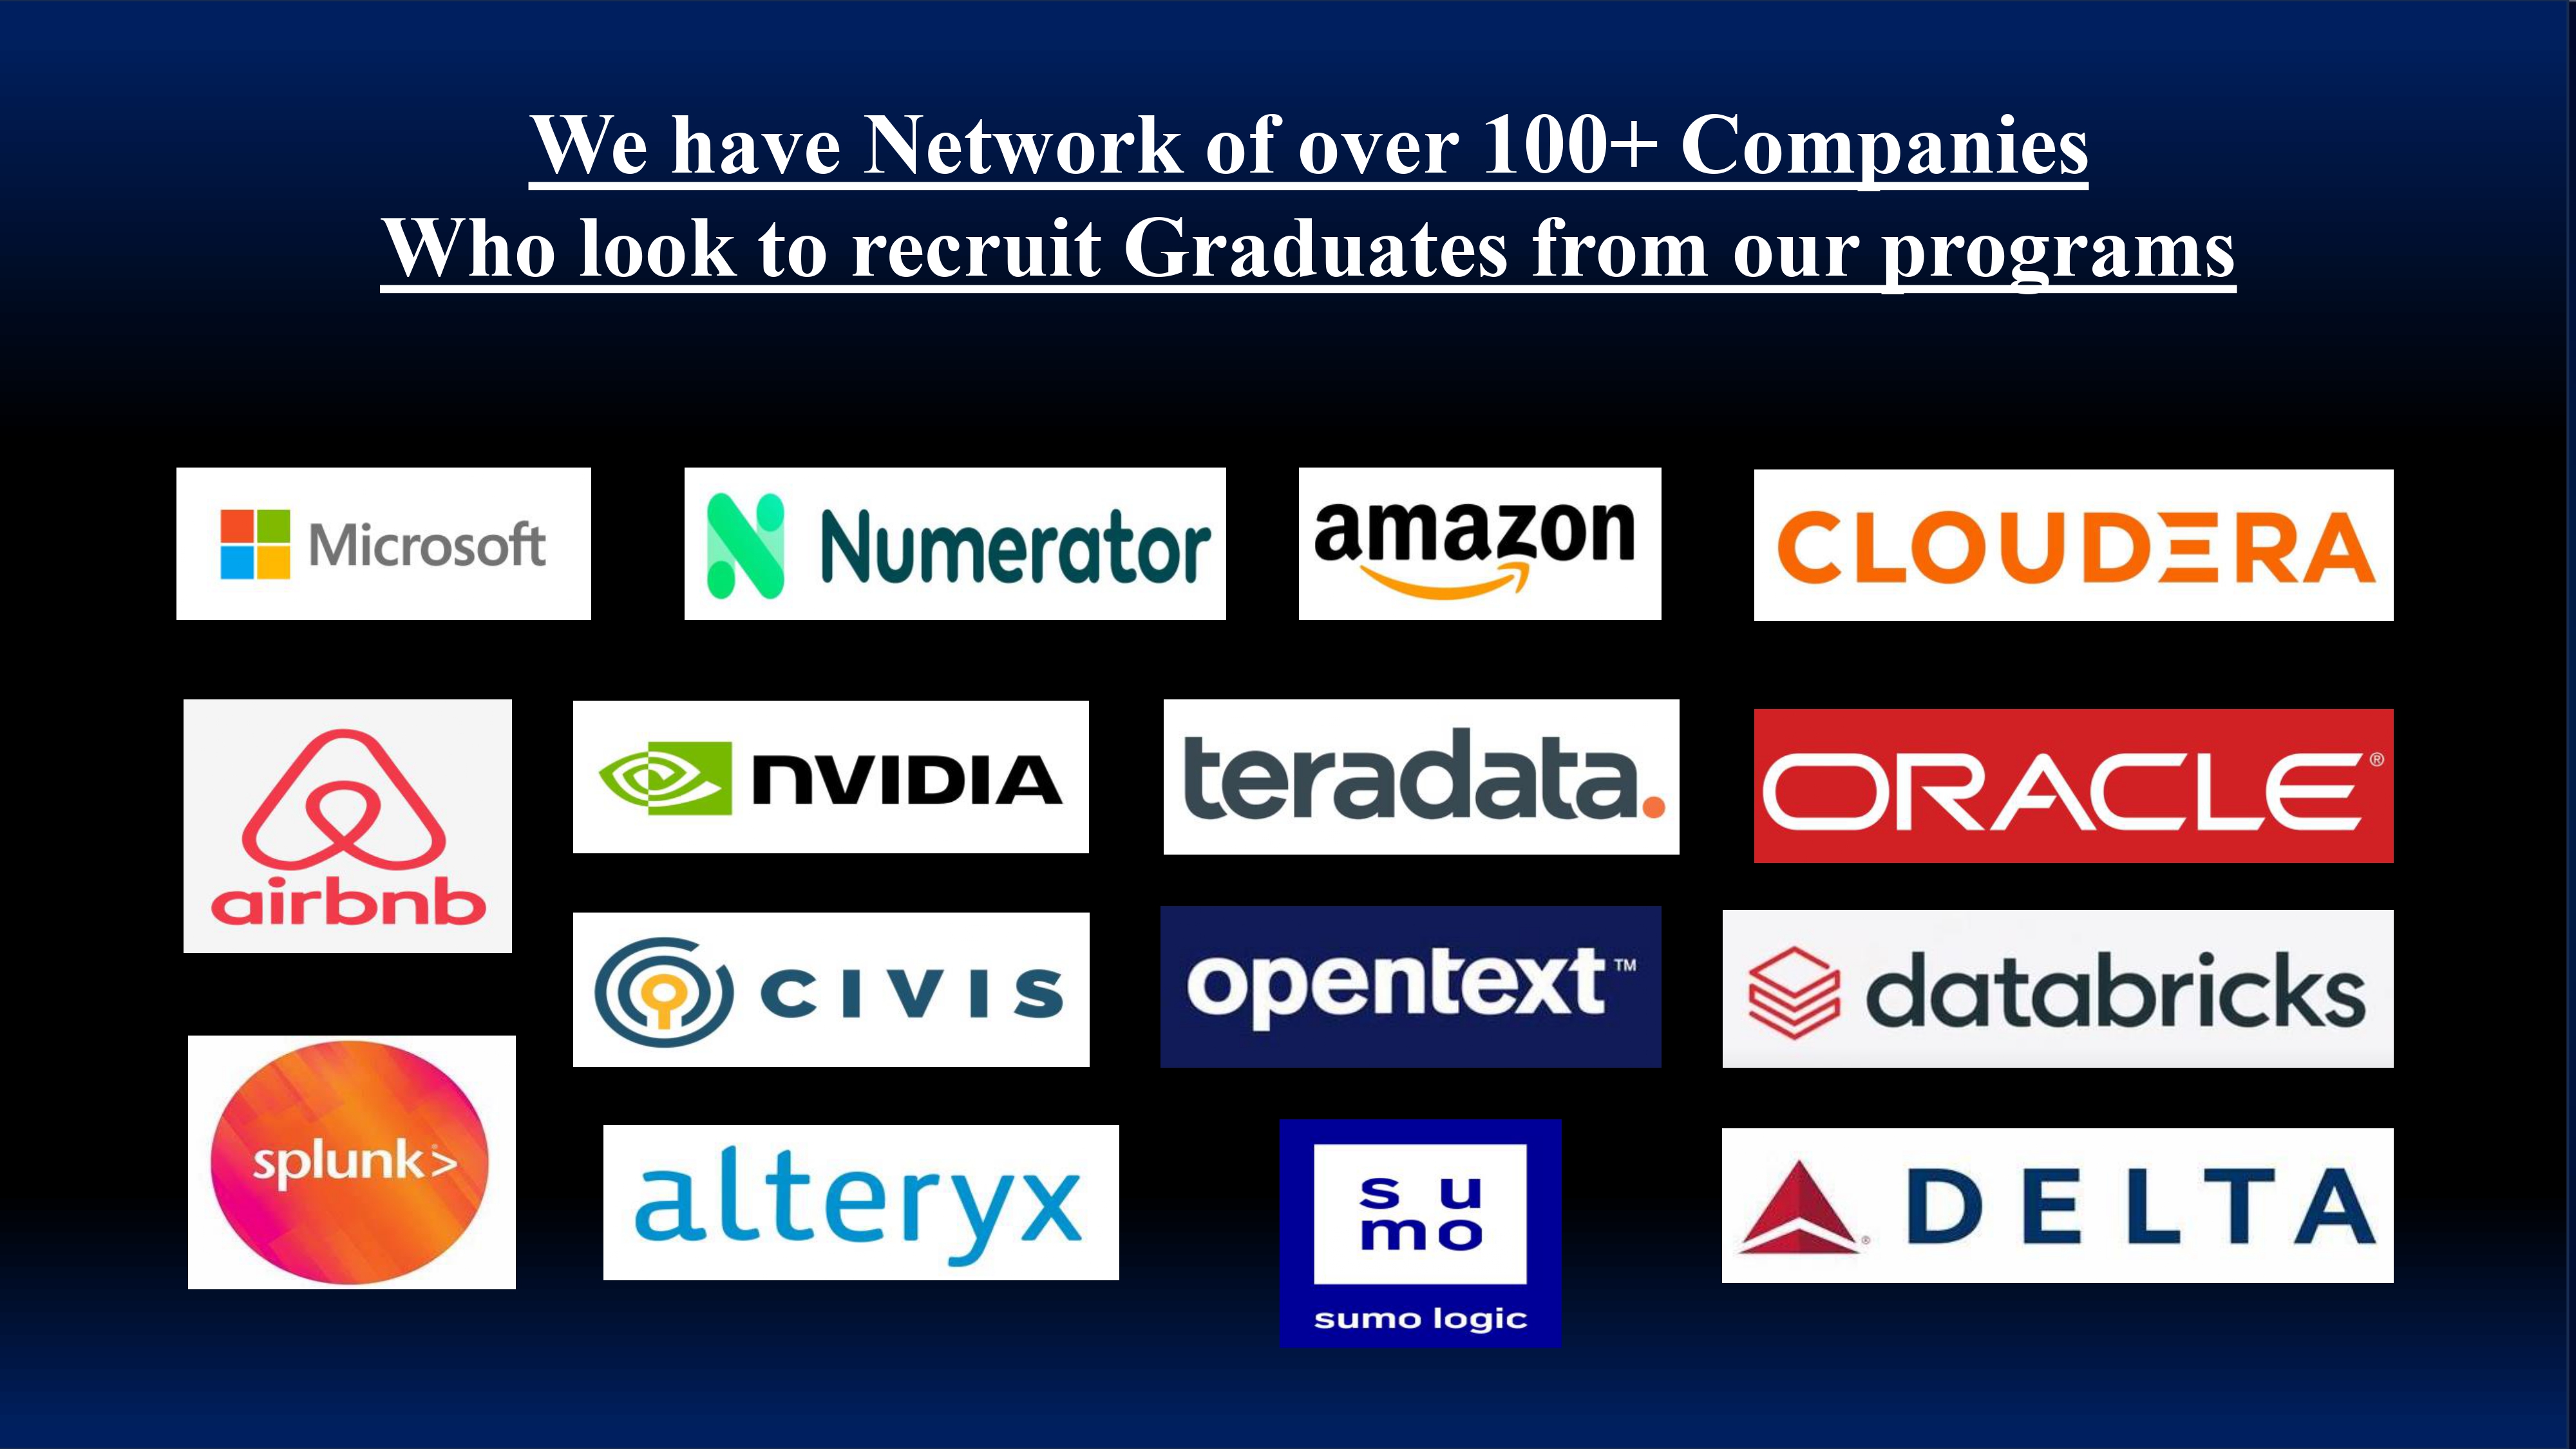 We have Network of over 100+ Companies
Who look to recruit Graduates from our programs
Microsoft
Numerator
amazon
CLOUDERA
airbnb
NVIDIA
teradata.
ORACLE®
CIVIS
opentext™
databricks
splunk>
alteryx
su
mo
sumo logic
® DELTA